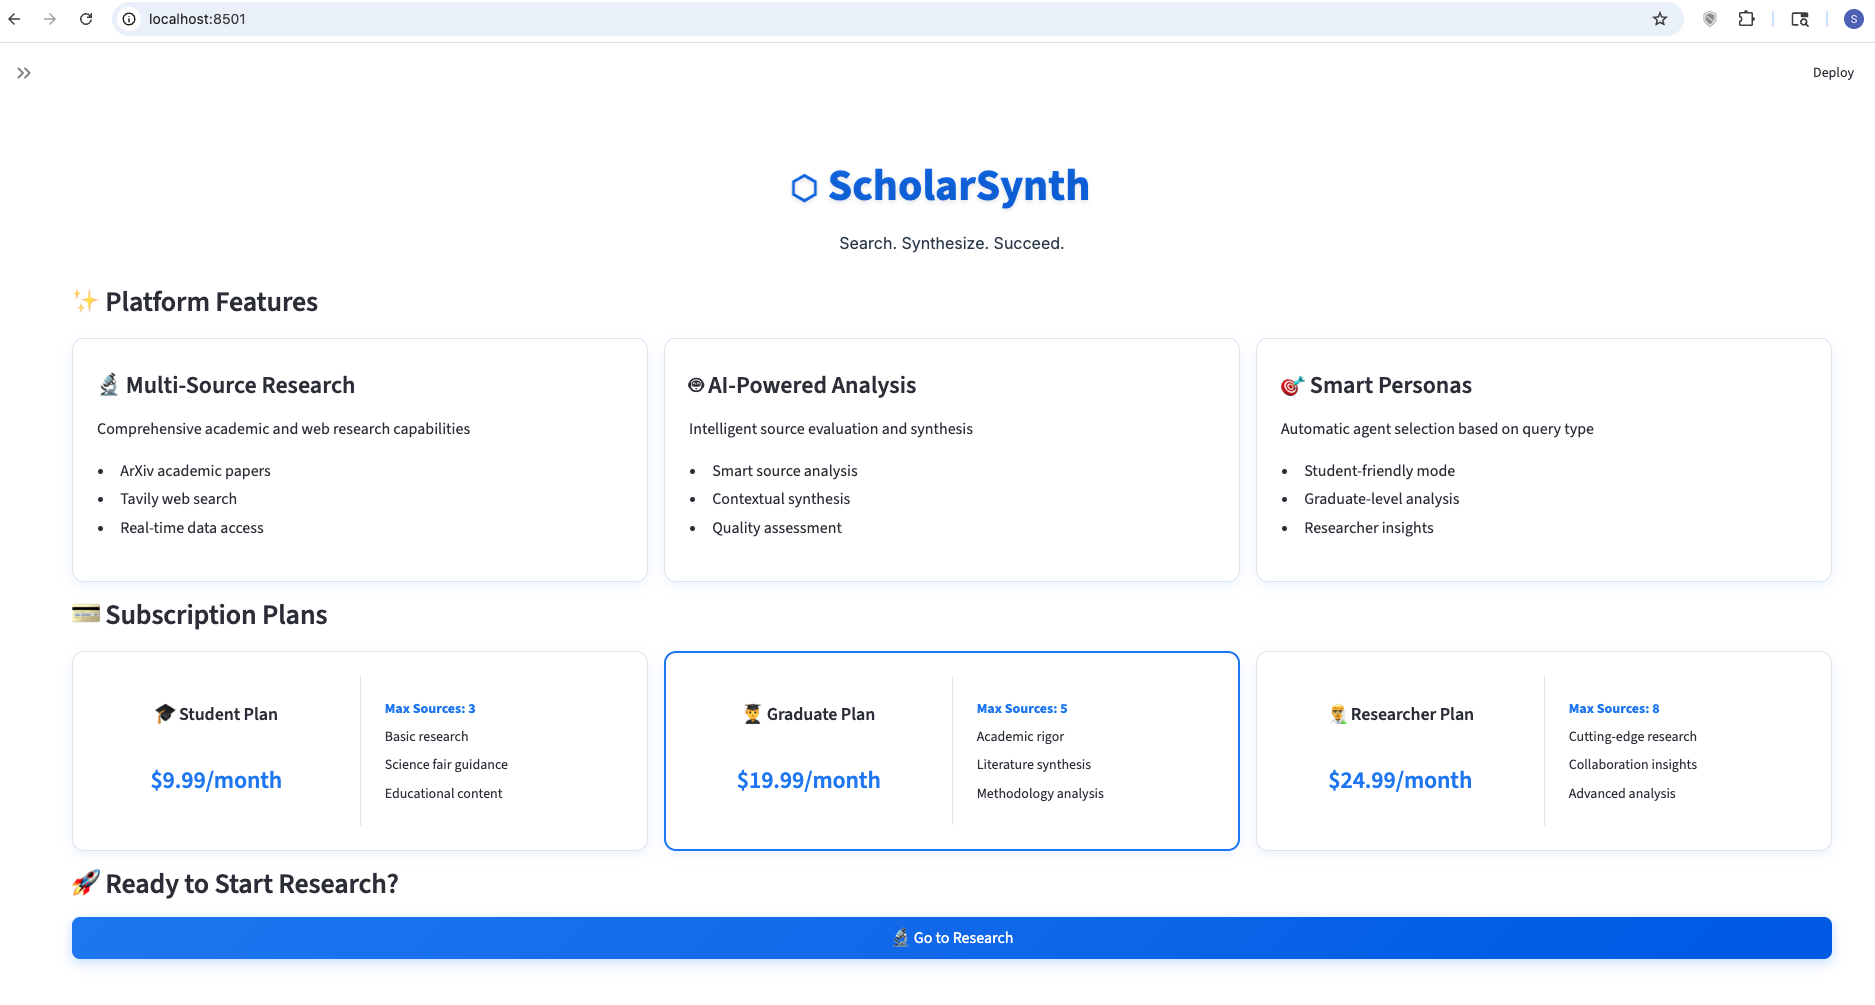 localhost:8501
S
Deploy
ScholarSynth
Search. Synthesize. Succeed.
✨ Platform Features
🔬 Multi-Source Research
Comprehensive academic and web research capabilities
• ArXiv academic papers
• Tavily web search
• Real-time data access
AI-Powered Analysis
Intelligent source evaluation and synthesis
• Smart source analysis
• Contextual synthesis
• Quality assessment
🎯 Smart Personas
Automatic agent selection based on query type
• Student-friendly mode
• Graduate-level analysis
• Researcher insights
💳 Subscription Plans
🎓 Student Plan
$9.99/month
Max Sources: 3
Basic research
Science fair guidance
Educational content
👨‍🎓 Graduate Plan
$19.99/month
Max Sources: 5
Academic rigor
Literature synthesis
Methodology analysis
👨‍🔬 Researcher Plan
$24.99/month
Max Sources: 8
Cutting-edge research
Collaboration insights
Advanced analysis
🚀 Ready to Start Research?
🔬 Go to Research